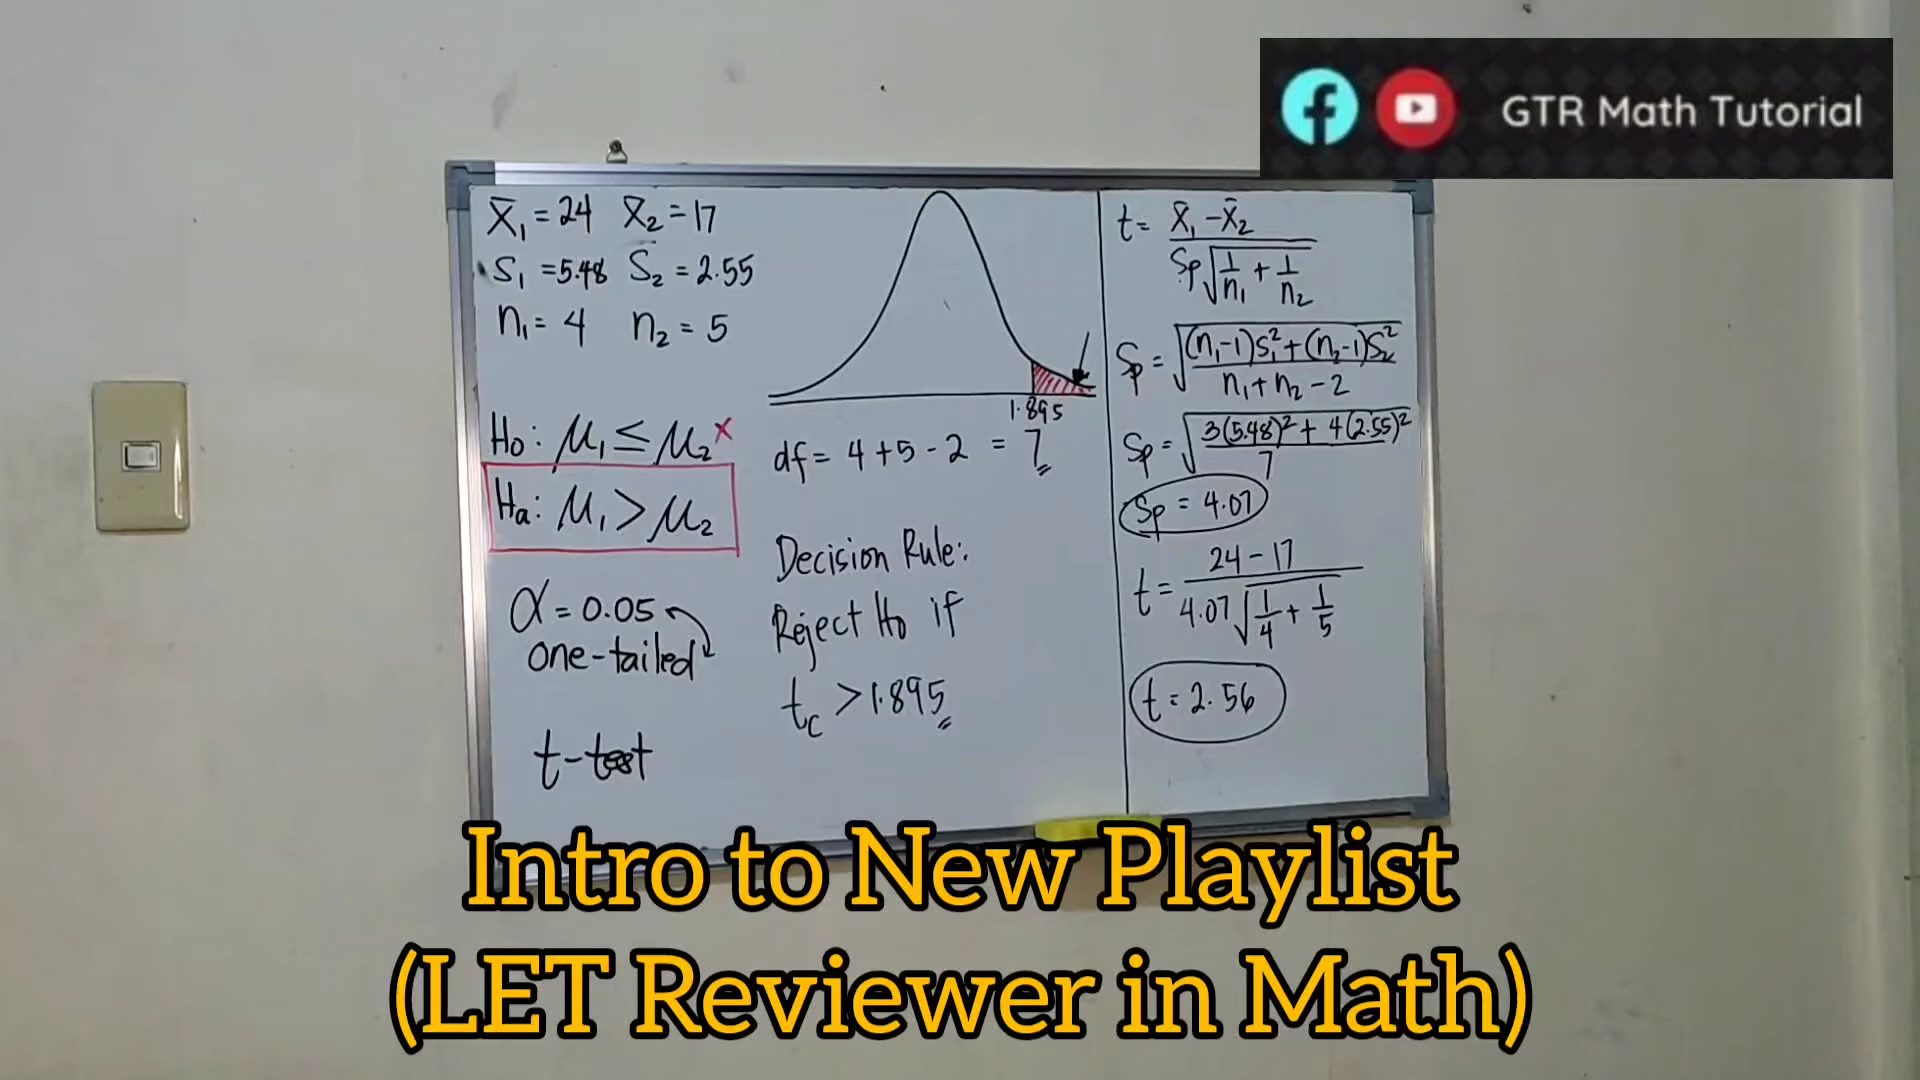 GTR Math Tutorial
X̄₁ = 24 X̄₂ = 17
S₁ = 5.48 S₂ = 2.55
n₁ = 4 n₂ = 5
Ho: μ₁ ≤ μ₂ ×
Ha: μ₁ > μ₂
α = 0.05
one-tailed
t-test
1.895
df = 4 + 5 - 2 = 7
Decision Rule:
Reject Ho if
tc > 1.895
t = X̄₁ - X̄₂ / Sp√(1/n₁ + 1/n₂)
Sp = √((n₁-1)S₁² + (n₂-1)S₂² / n₁ + n₂ - 2)
Sp = √(3(5.48)² + 4(2.55)² / 7)
Sp = 4.07
t = 24 - 17 / 4.07√(1/4 + 1/5)
t = 2.56
Intro to New Playlist
(LET Reviewer in Math)